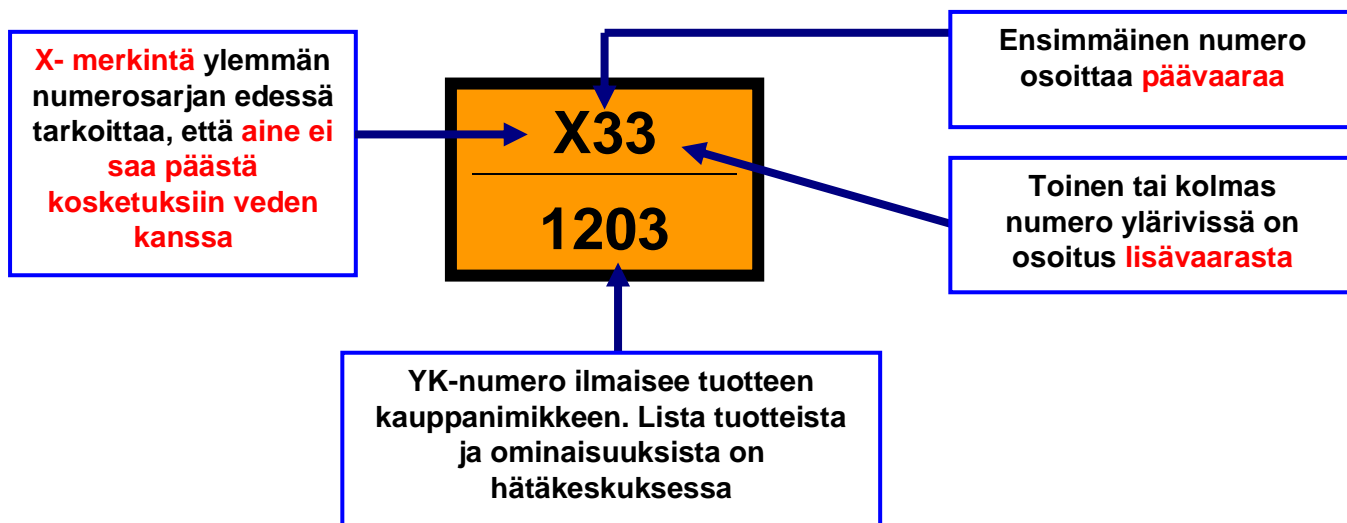 X- merkintä ylemmän
numerosarjan edessä
tarkoittaa, että aine ei
saa päästä
kosketuksiin veden
kanssa
X33
1203
Ensimmäinen numero
osoittaa päävaaraa
Toinen tai kolmas
numero ylärivissä on
osoitus lisävaarasta
YK-numero ilmaisee tuotteen
kauppanimikkeen. Lista tuotteista
ja ominaisuuksista on
hätäkeskuksessa